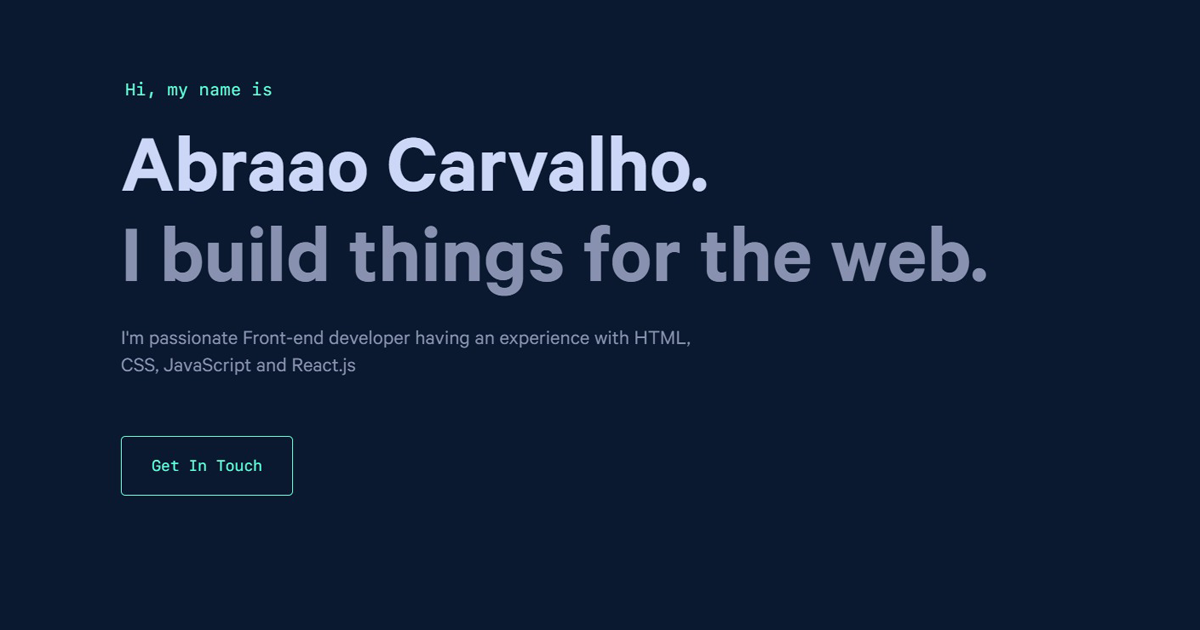 Hi, my name is
Abraao Carvalho.
I build things for the web.
I'm passionate Front-end developer having an experience with HTML,
CSS, JavaScript and React.js
Get In Touch